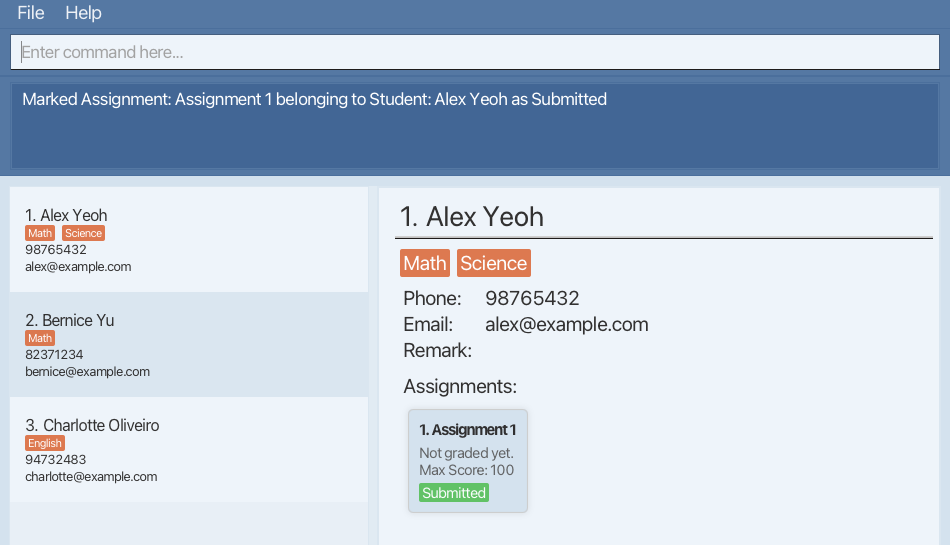 File Help
Enter command here...
Marked Assignment: Assignment 1 belonging to Student: Alex Yeoh as Submitted
1. Alex Yeoh
Math Science
98765432
alex@example.com
2. Bernice Yu
Math
82371234
bernice@example.com
3. Charlotte Oliveiro
English
94732483
charlotte@example.com
1. Alex Yeoh
Math Science
Phone: 98765432
Email: alex@example.com
Remark:
Assignments:
1. Assignment 1
Not graded yet.
Max Score: 100
Submitted